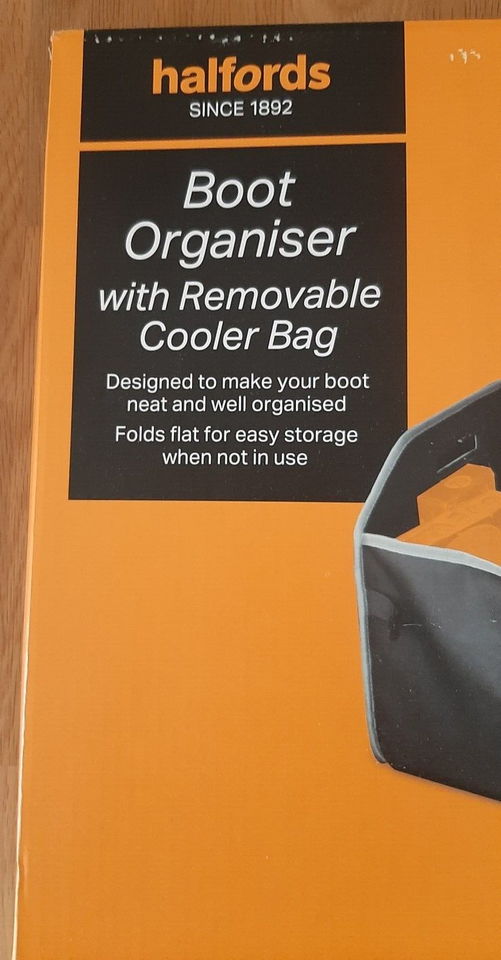 halfords
SINCE 1892
Boot
Organiser
with Removable
Cooler Bag
Designed to make your boot
neat and well organised
Folds flat for easy storage
when not in use